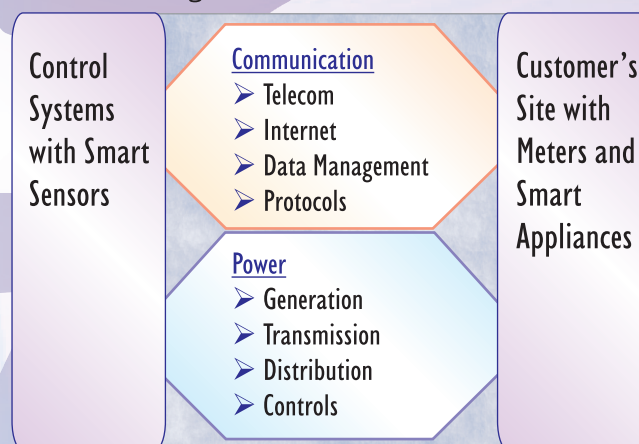 Control
Systems
with Smart
Sensors
Communication
➢ Telecom
➢ Internet
➢ Data Management
➢ Protocols
Power
➢ Generation
➢ Transmission
➢ Distribution
➢ Controls
Customer's
Site with
Meters and
Smart
Appliances